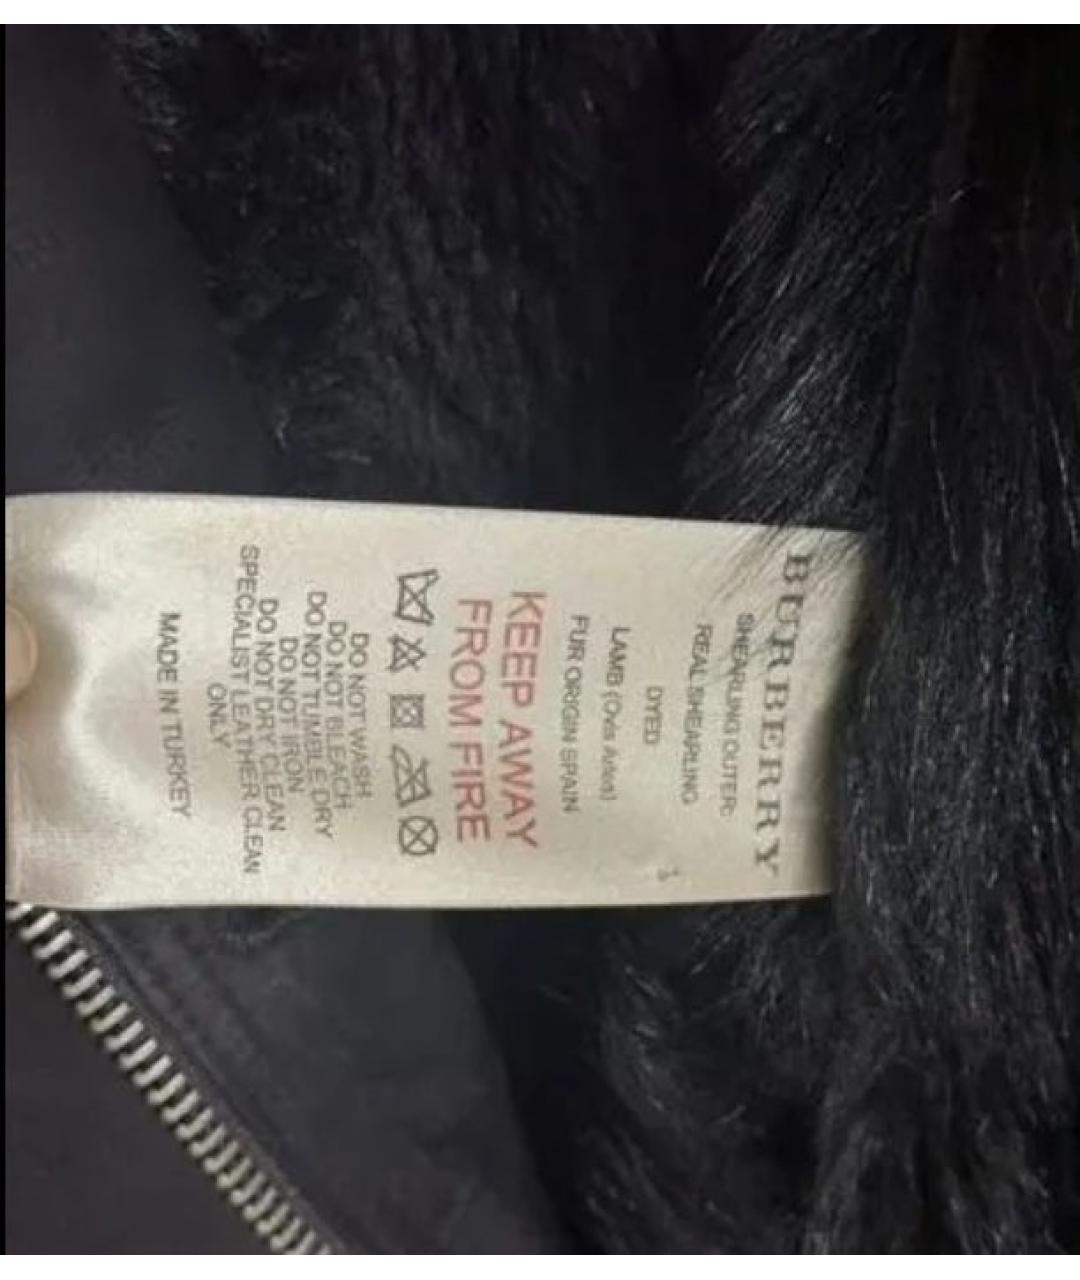 BURBERRY
SHEARLING OUTER:
REAL SHEARLING
DYED
LAMB (Ovis Aries)
FUR ORIGIN SPAIN
KEEP AWAY
FROM FIRE
DO NOT WASH
DO NOT BLEACH
DO NOT TUMBLE DRY
DO NOT IRON
DO NOT DRY CLEAN
SPECIALIST LEATHER CLEAN
ONLY
MADE IN TURKEY